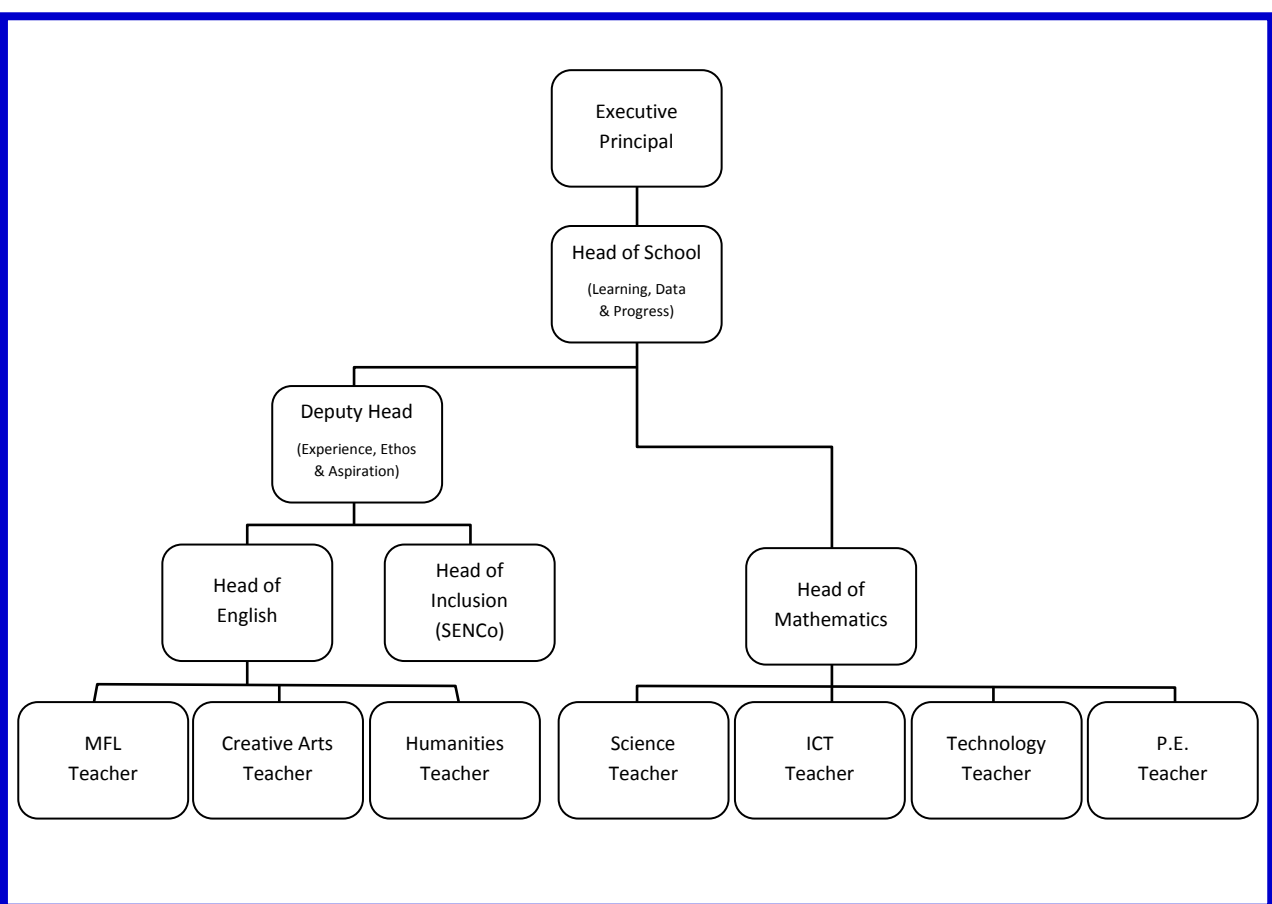 Executive
Principal
Head of School
(Learning, Data
& Progress)
Deputy Head
(Experience, Ethos
& Aspiration)
Head of
English
Head of
Inclusion
(SENCo)
Head of
Mathematics
MFL
Teacher
Creative Arts
Teacher
Humanities
Teacher
Science
Teacher
ICT
Teacher
Technology
Teacher
P.E.
Teacher